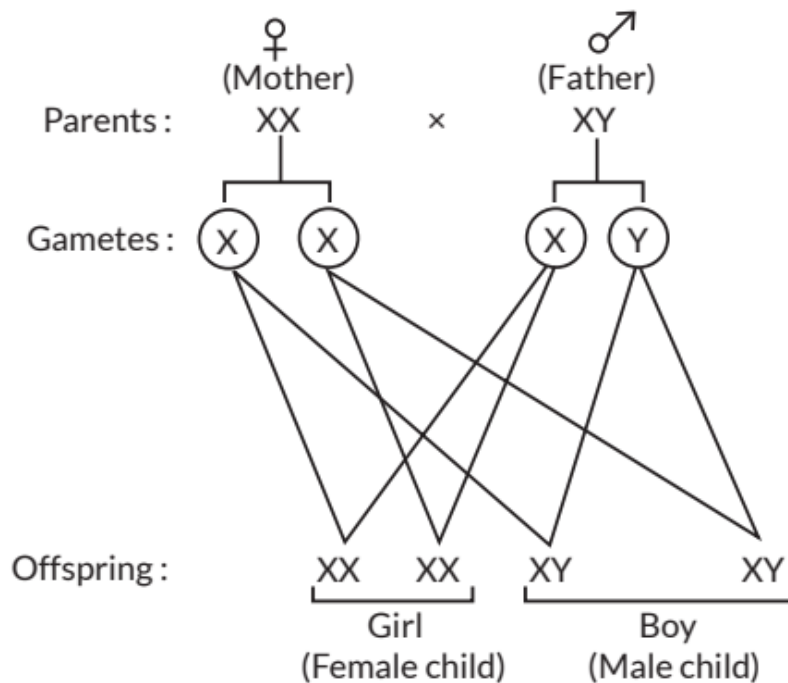 ♀ ♂
(Mother) (Father)
Parents : XX × XY
Gametes : X X X Y
Offspring : XX XX XY XY
Girl Boy
(Female child) (Male child)